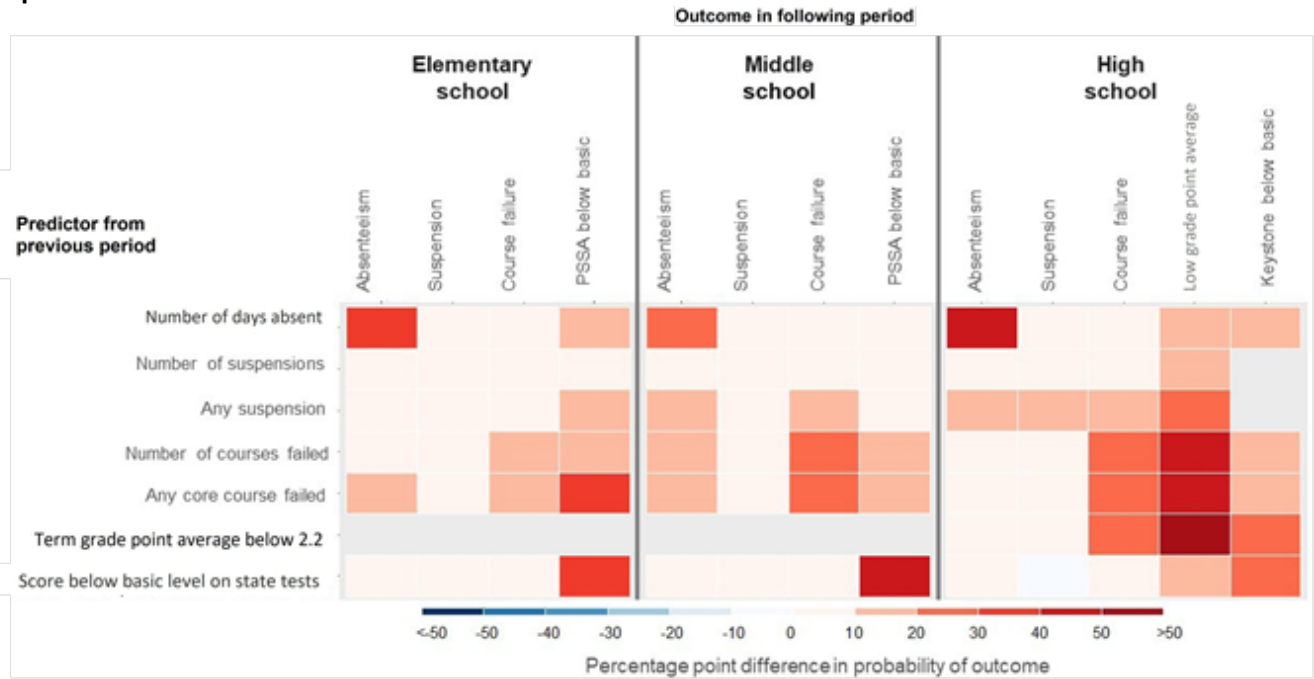 Outcome in following period
Elementary
school
Middle
school
High
school
Predictor from
previous period
Absenteeism
Suspension
Course failure
PSSA below basic
Absenteeism
Suspension
Course failure
PSSA below basic
Absenteeism
Suspension
Course failure
Low grade point average
Keystone below basic
Number of days absent
Number of suspensions
Any suspension
Number of courses failed
Any core course failed
Term grade point average below 2.2
Score below basic level on state tests
<-50 -50 -40 -30 -20 -10 0 10 20 30 40 50 >50
Percentage point difference in probability of outcome